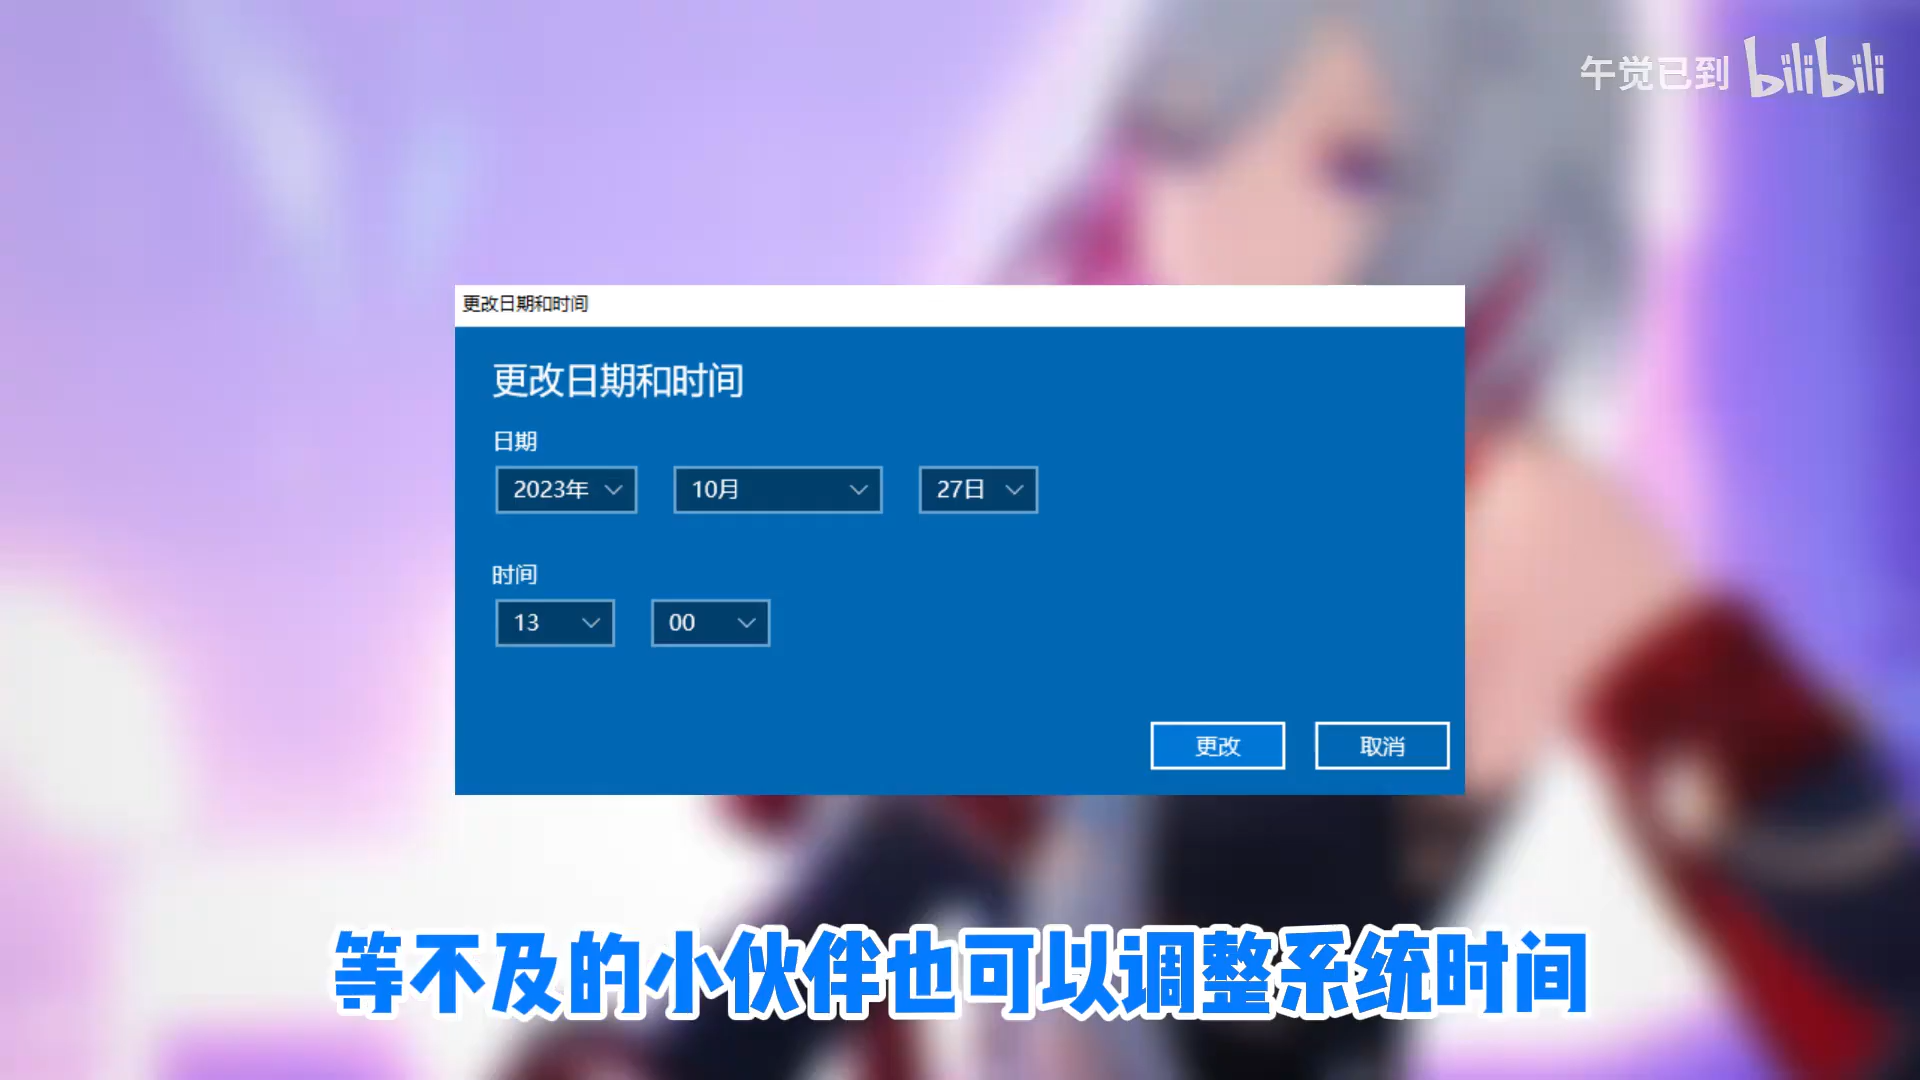 午觉已到 bilibili
更改日期和时间
更改日期和时间
日期
2023年 10月 27日
时间
13 00
更改 取消
等不及的小伙伴也可以调整系统时间